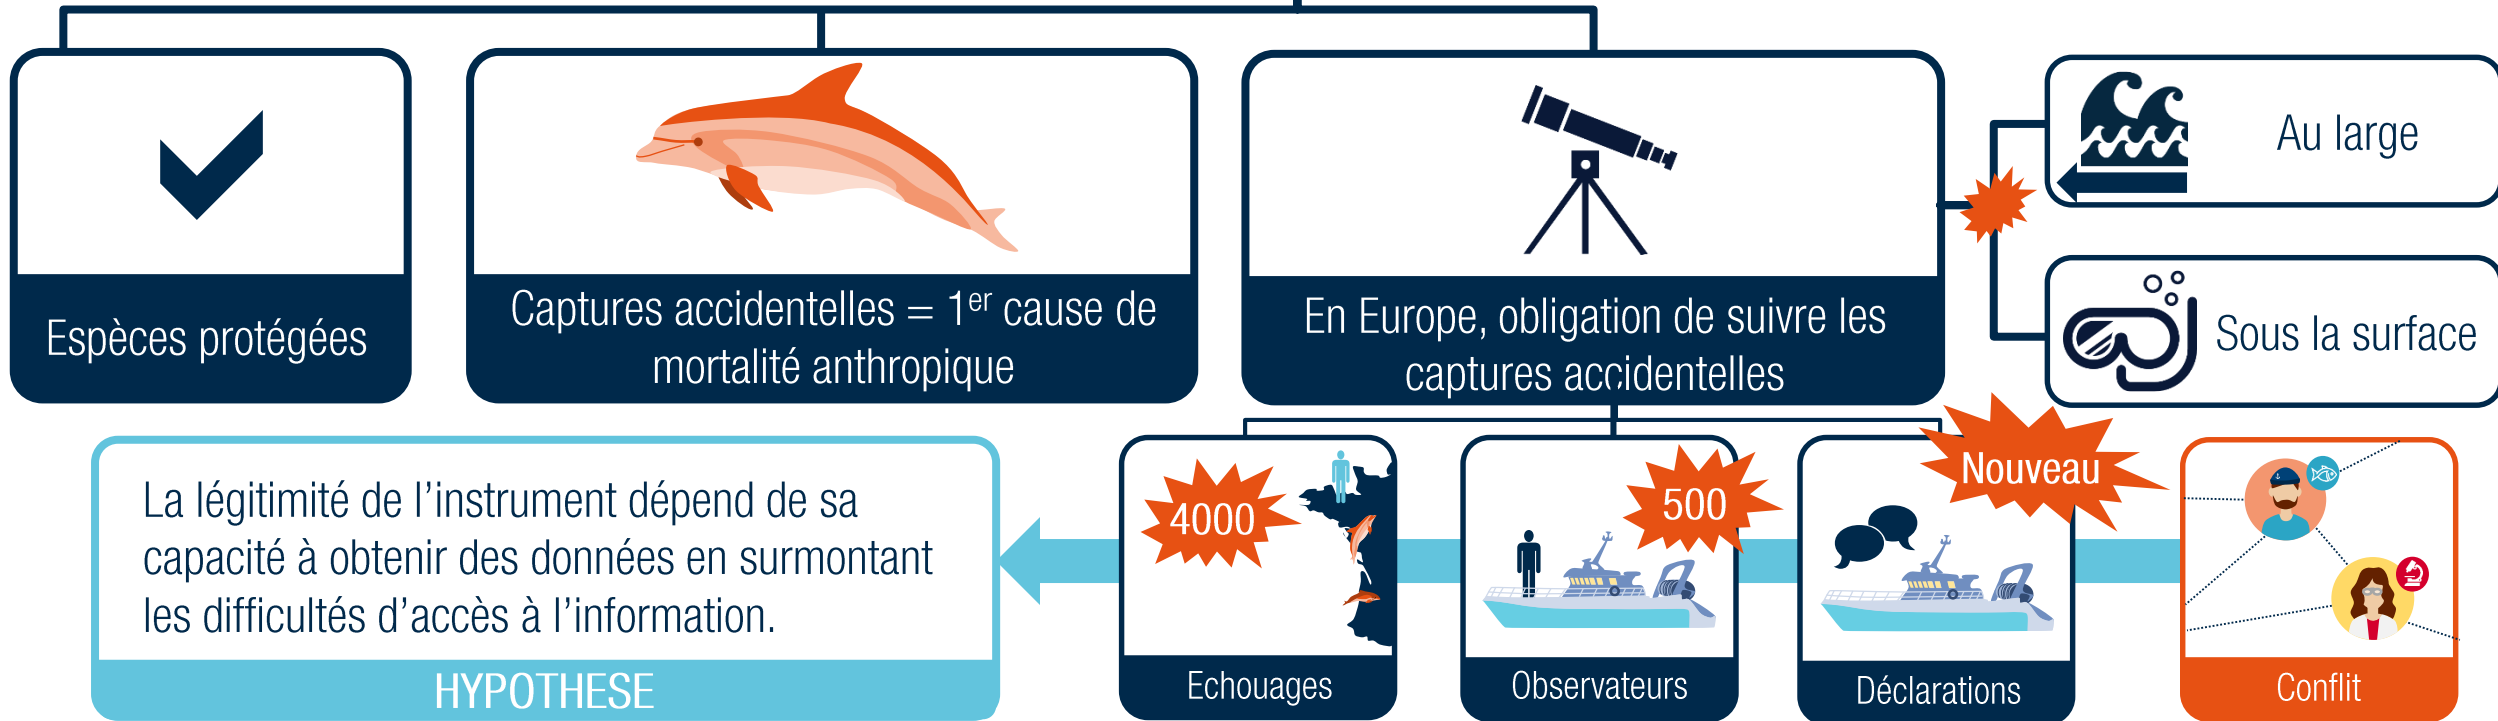 Espèces protégées
Captures accidentelles = 1er cause de
mortalité anthropique
En Europe, obligation de suivre les
captures accidentelles
Au large
Sous la surface
La légitimité de l'instrument dépend de sa
capacité à obtenir des données en surmontant
les difficultés d'accès à l'information.
HYPOTHESE
4000
Echouages
500
Observateurs
Nouveau
Déclarations
Conflit